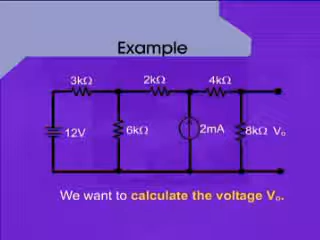 Example
3kΩ 2kΩ 4kΩ
12V 6kΩ 2mA 8kΩ Vₒ
We want to calculate the voltage Vₒ.